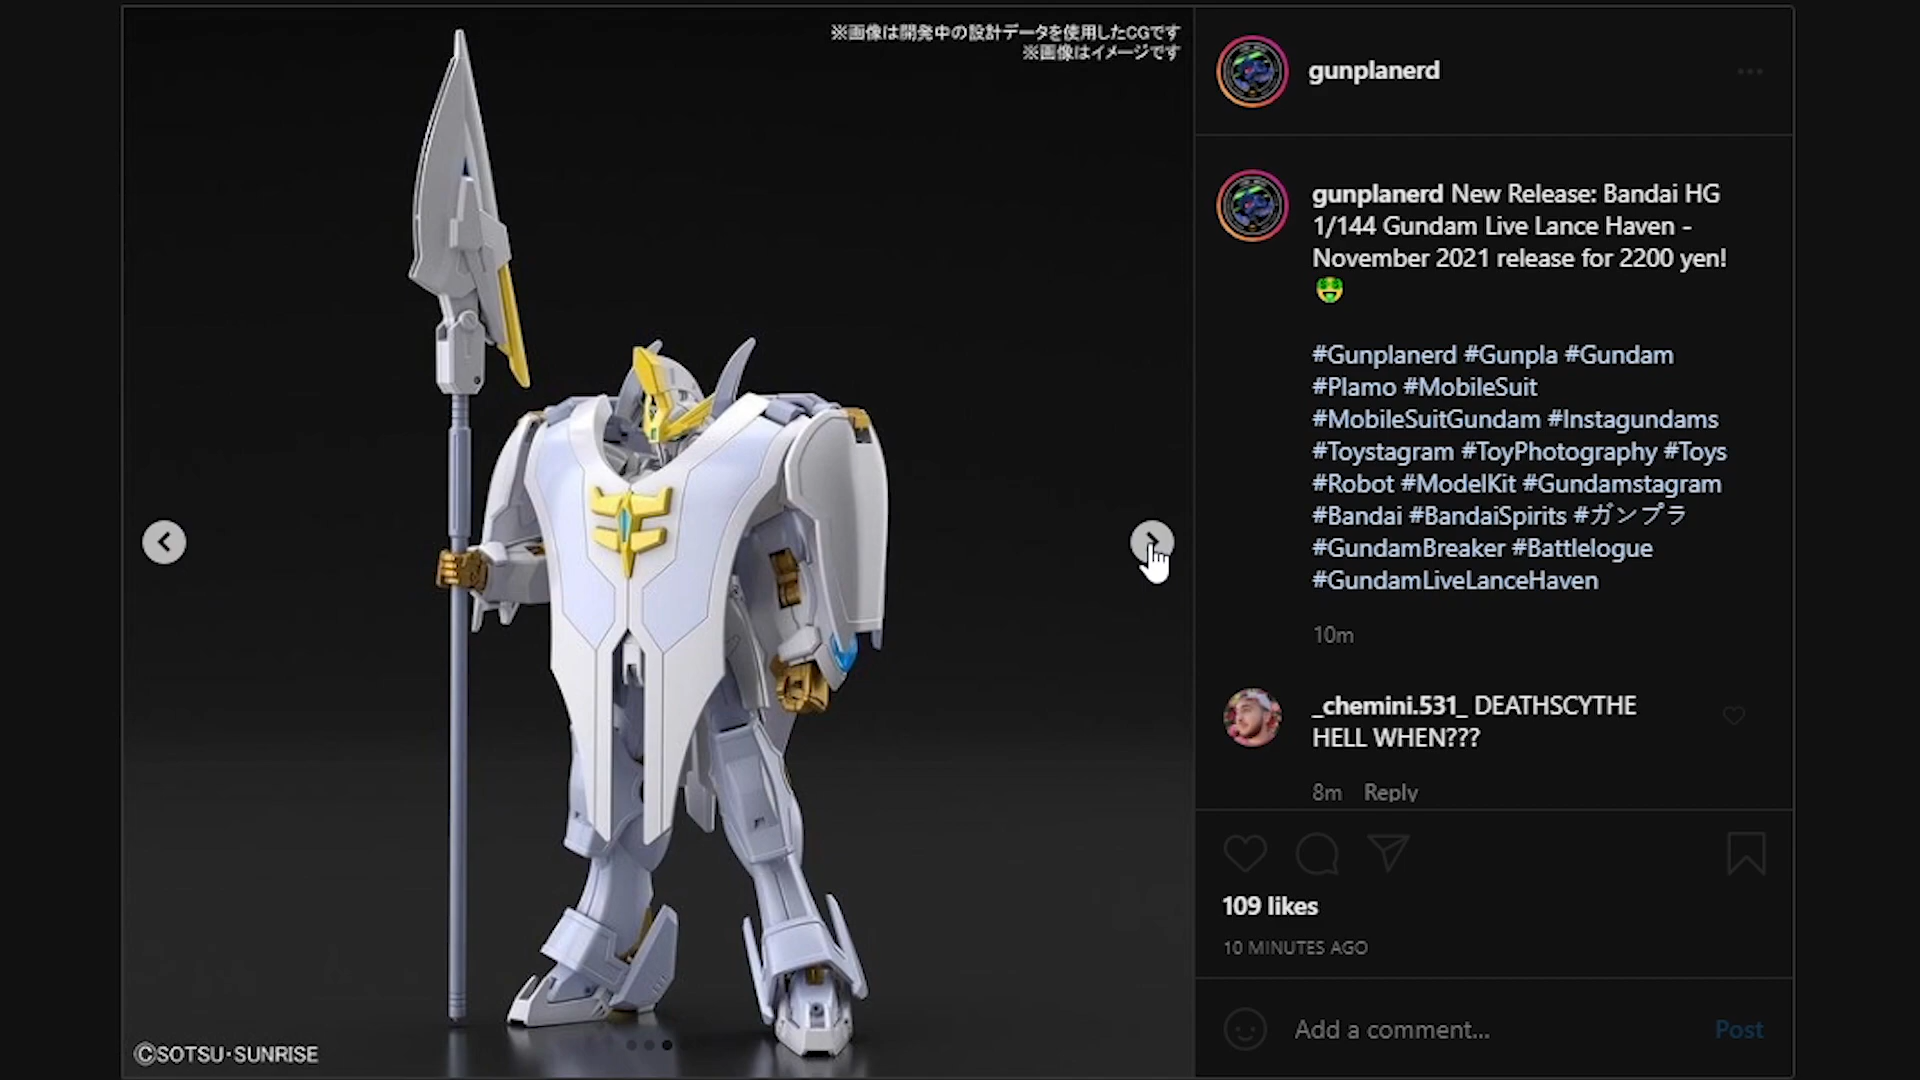 ※画像は開発中の設計データを使用したCGです
※画像はイメージです
©SOTSU・SUNRISE
gunplanerd
gunplanerd New Release: Bandai HG
1/144 Gundam Live Lance Haven -
November 2021 release for 2200 yen!
🤑
#Gunplanerd #Gunpla #Gundam
#Plamo #MobileSuit
#MobileSuitGundam #Instagundams
#Toystagram #ToyPhotography #Toys
#Robot #ModelKit #Gundamstagram
#Bandai #BandaiSpirits #ガンプラ
#GundamBreaker #Battlelogue
#GundamLiveLanceHaven
10m
_chemini.531_ DEATHSCYTHE
HELL WHEN???
8m Reply
109 likes
10 MINUTES AGO
Add a comment... Post